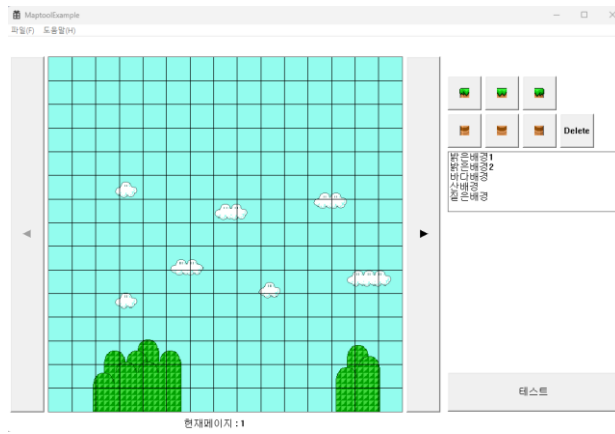 MaptoolExample
파일(F) 도움말(H)
◀
▶
Delete
밝은배경1
밝은배경2
바다배경
산배경
짙은배경
테스트
현재페이지 : 1